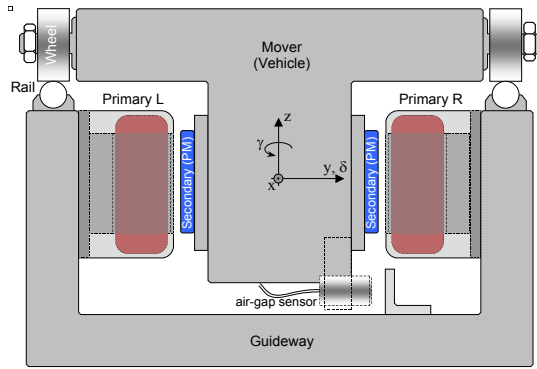 Wheel
Mover
(Vehicle)
Rail
Primary L
Primary R
Secondary (PM)
Secondary (PM)
z
γ
y, δ
x
air-gap sensor
Guideway